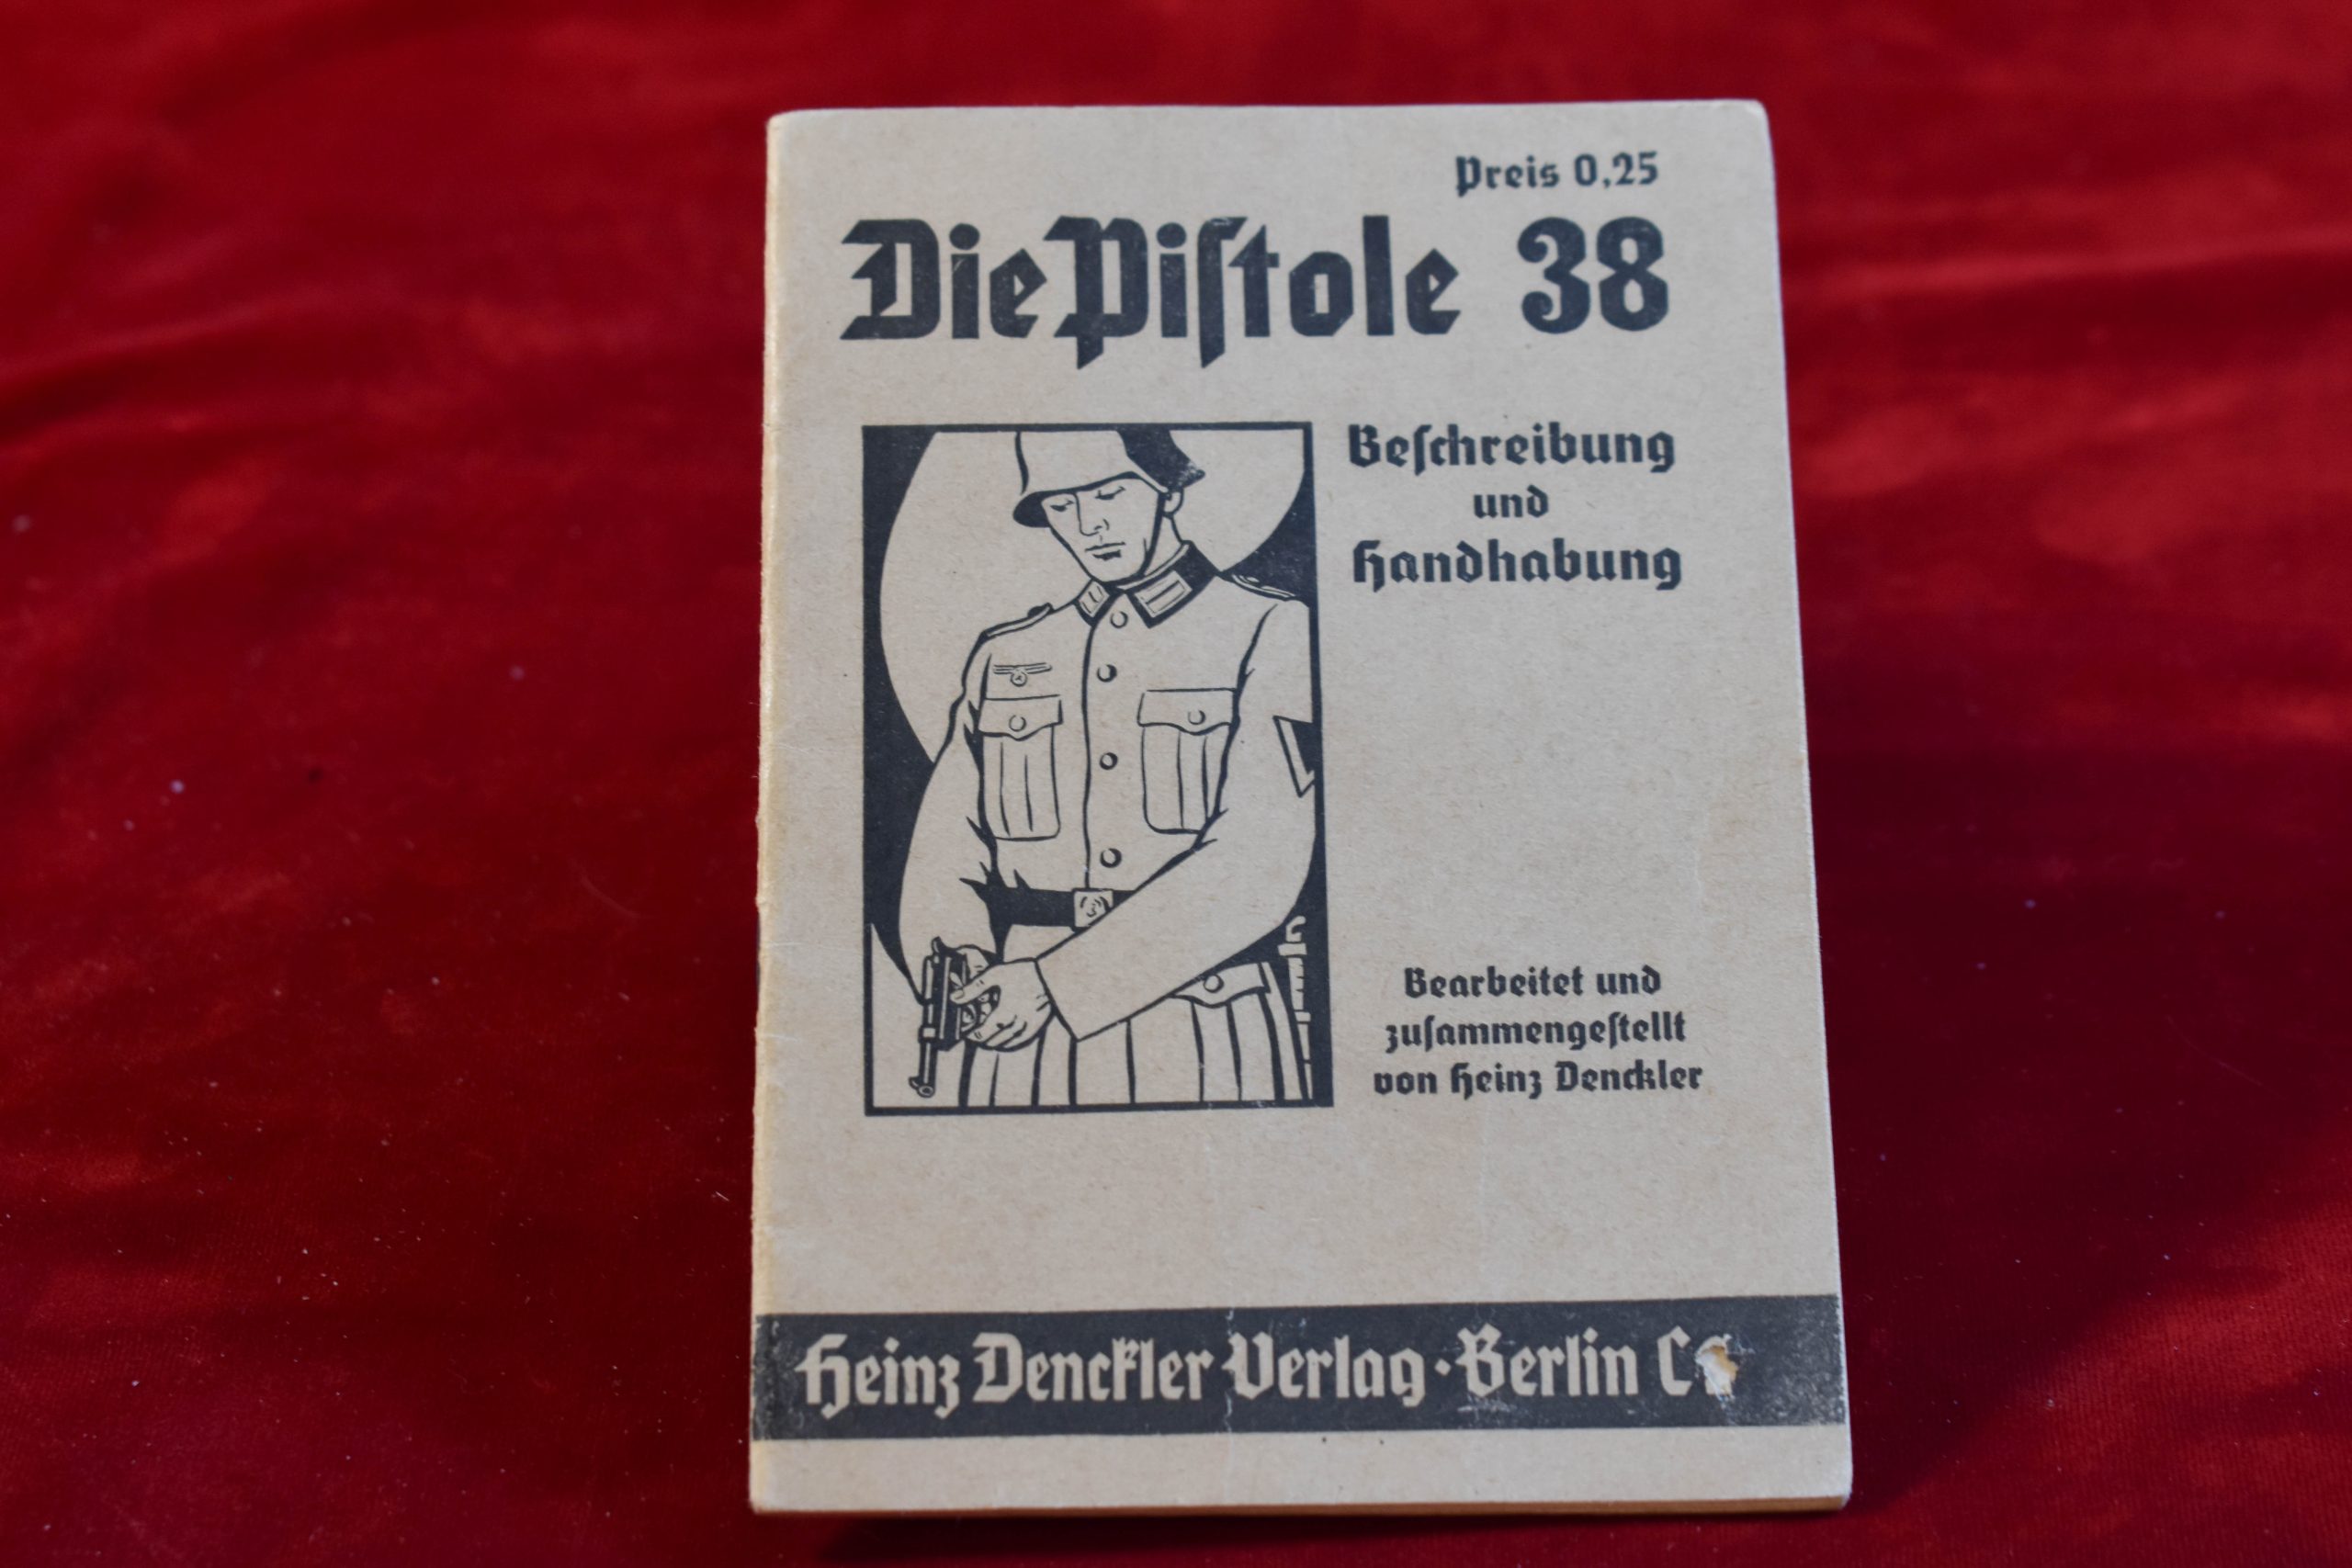 Preis 0,25
Die Piſtole 38
Beſchreibung
und
Handhabung
Bearbeitet und
zuſammengeſtellt
von Heinz Denckler
Heinz Denckler Verlag · Berlin